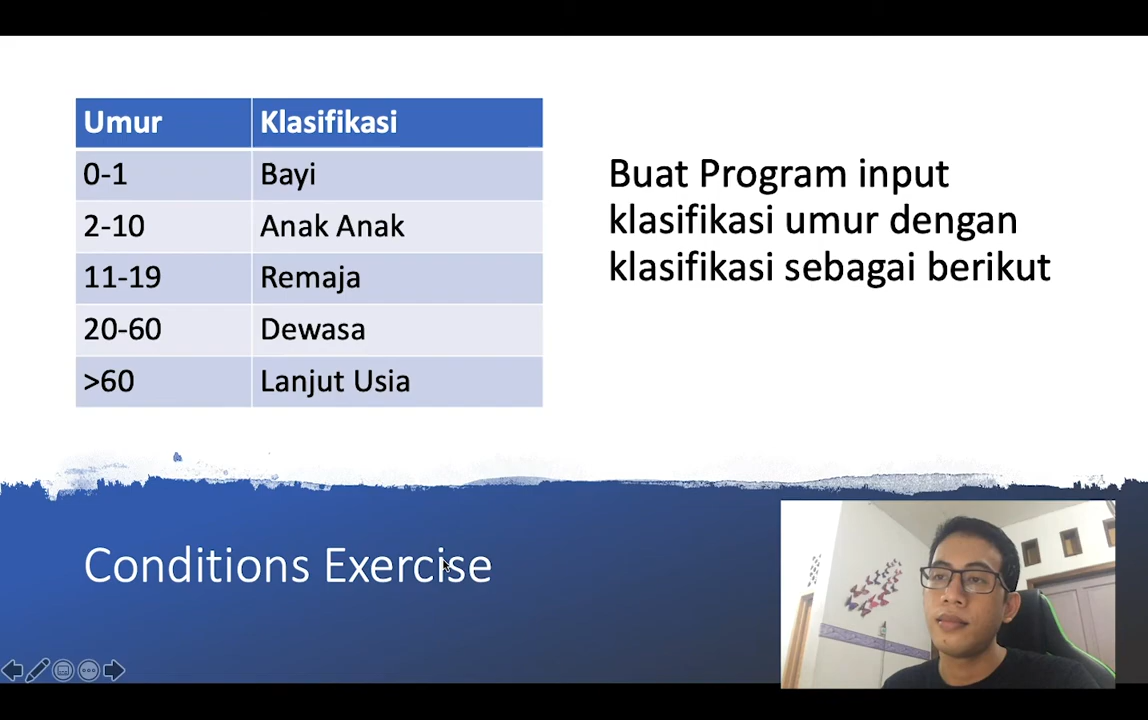 Umur Klasifikasi
0-1 Bayi
2-10 Anak Anak
11-19 Remaja
20-60 Dewasa
>60 Lanjut Usia
Buat Program input
klasifikasi umur dengan
klasifikasi sebagai berikut
Conditions Exercise